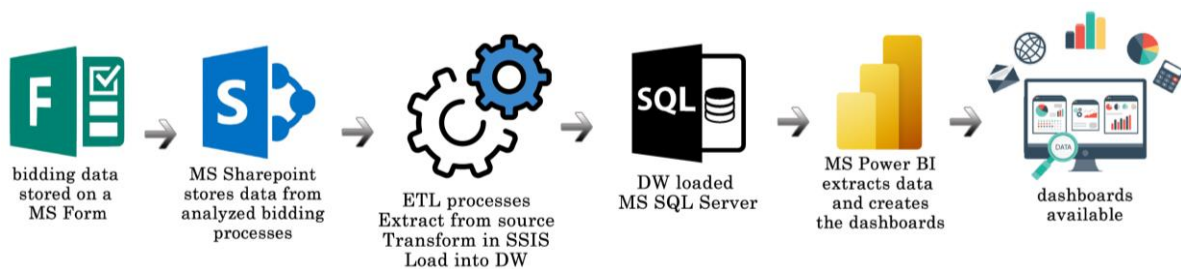 F
bidding data
stored on a
MS Form
S
MS Sharepoint
stores data from
analyzed bidding
processes
ETL processes
Extract from source
Transform in SSIS
Load into DW
SQL
DW loaded
MS SQL Server
MS Power BI
extracts data
and creates
the dashboards
DATA
dashboards
available